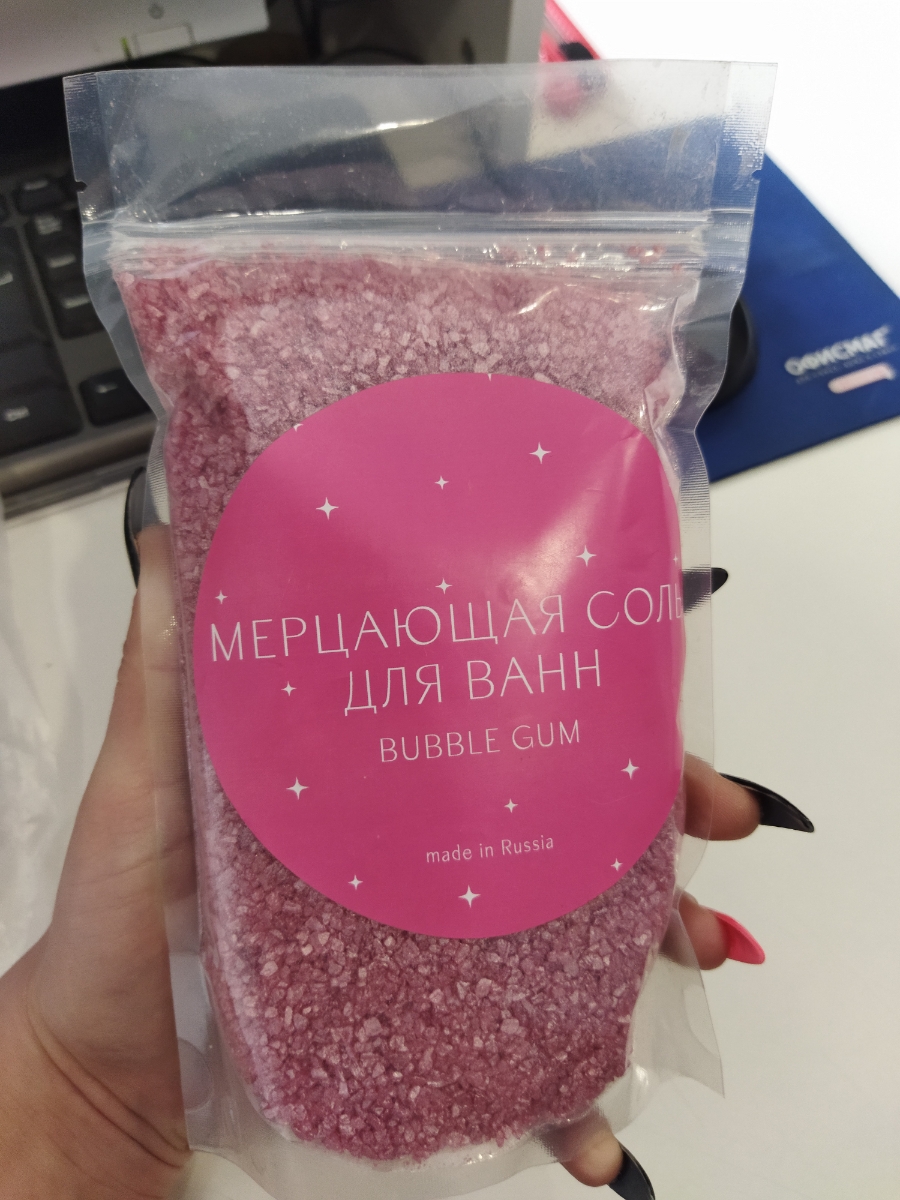 ОФИСМАГ
МЕРЦАЮЩАЯ СОЛЬ
ДЛЯ ВАНН
BUBBLE GUM
made in Russia